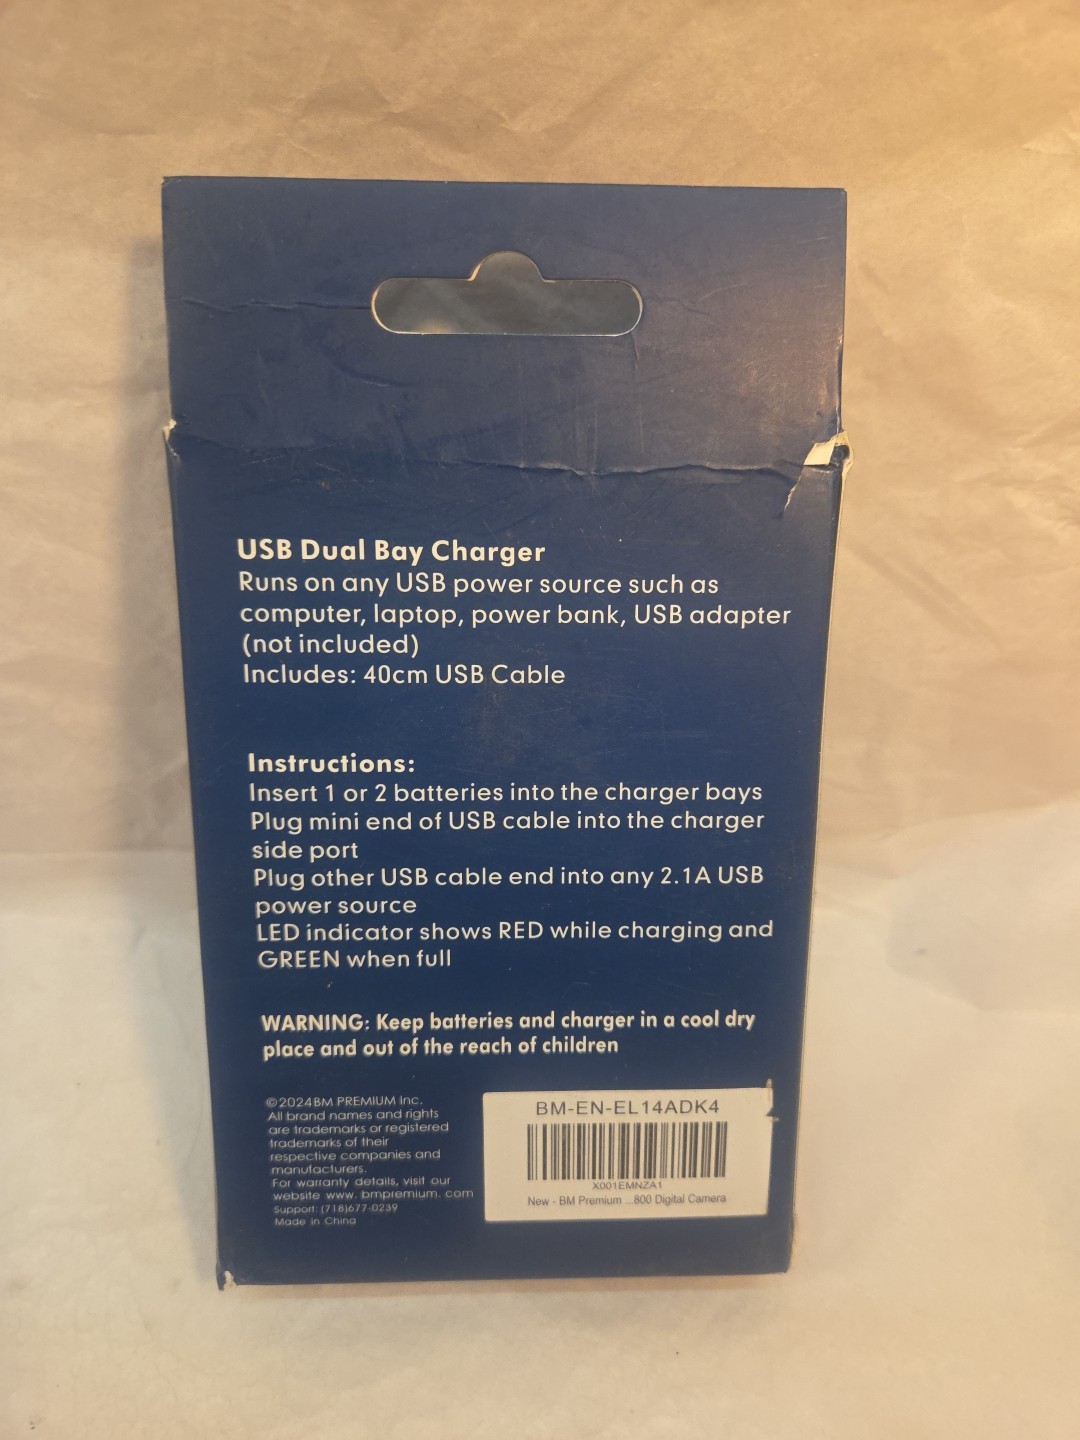 USB Dual Bay Charger
Runs on any USB power source such as
computer, laptop, power bank, USB adapter
(not included)
Includes: 40cm USB Cable
Instructions:
Insert 1 or 2 batteries into the charger bays
Plug mini end of USB cable into the charger
side port
Plug other USB cable end into any 2.1A USB
power source
LED indicator shows RED while charging and
GREEN when full
WARNING: Keep batteries and charger in a cool dry
place and out of the reach of children
©2024BM PREMIUM Inc.
All brand names and rights
are trademarks or registered
trademarks of their
respective companies and
manufacturers.
For warranty details, visit our
website www. bmpremium. com
Support: (718)677-0239
Made in China
BM-EN-EL14ADK4
X001EMNZA1
New - BM Premium ...800 Digital Camera